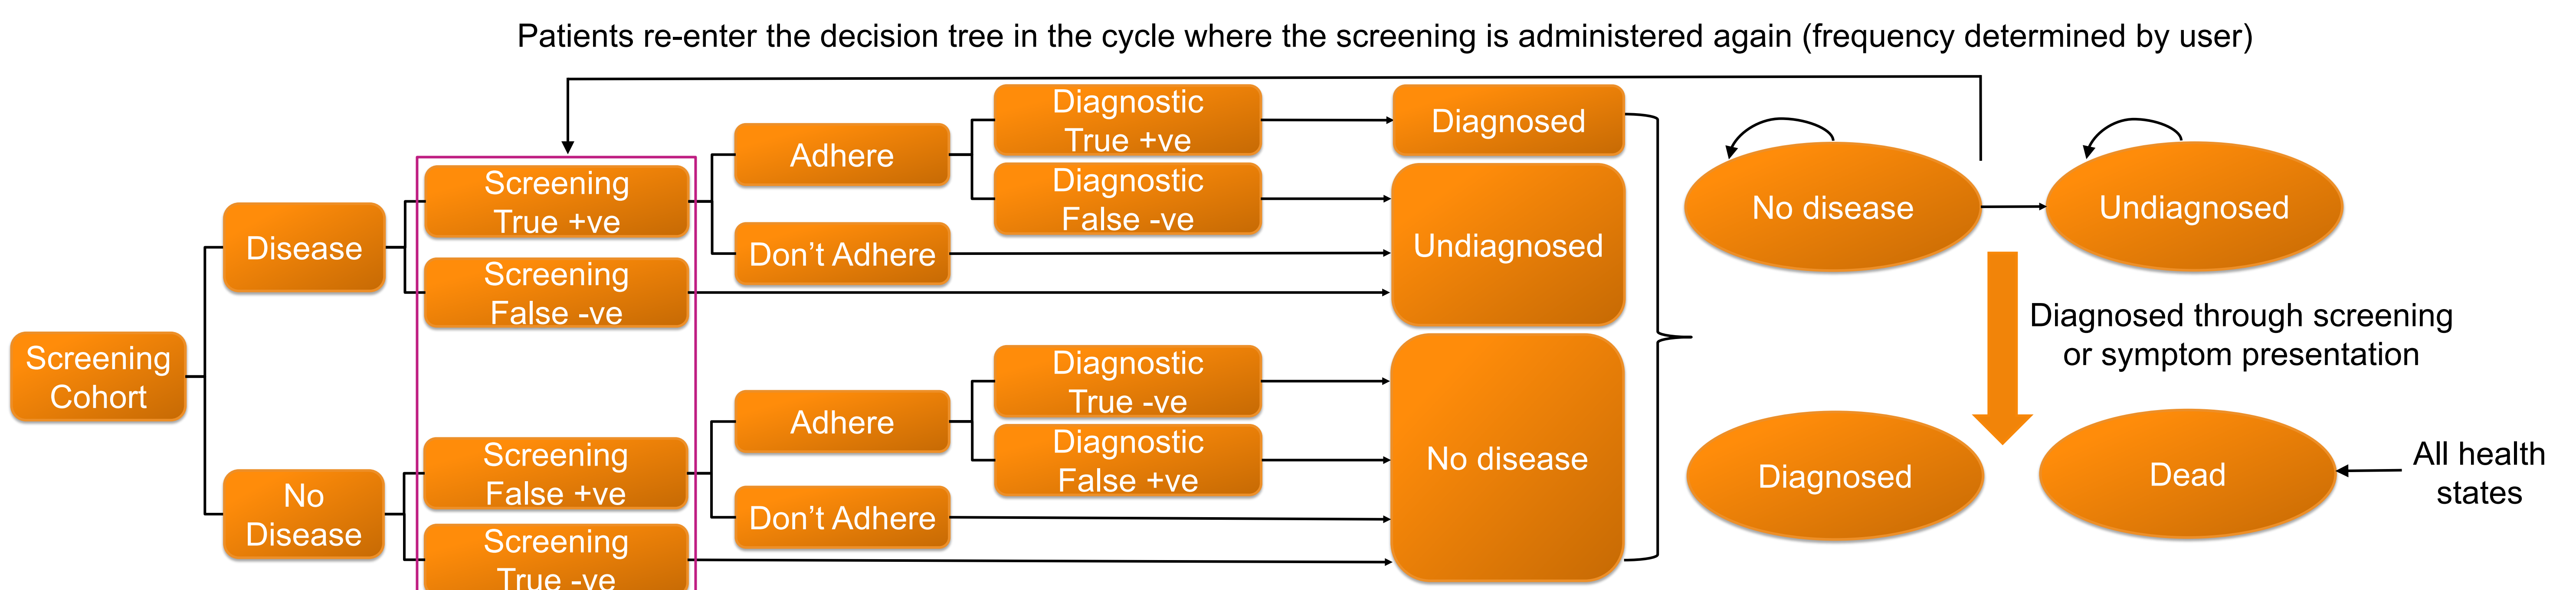 Patients re-enter the decision tree in the cycle where the screening is administered again (frequency determined by user)
Screening
Cohort
Disease
No
Disease
Screening
True +ve
Screening
False -ve
Screening
False +ve
Screening
True -ve
Adhere
Don’t Adhere
Adhere
Don’t Adhere
Diagnostic
True +ve
Diagnostic
False -ve
Diagnostic
True -ve
Diagnostic
False +ve
Diagnosed
Undiagnosed
No disease
No disease
Undiagnosed
Diagnosed through screening
or symptom presentation
Diagnosed
Dead
All health
states